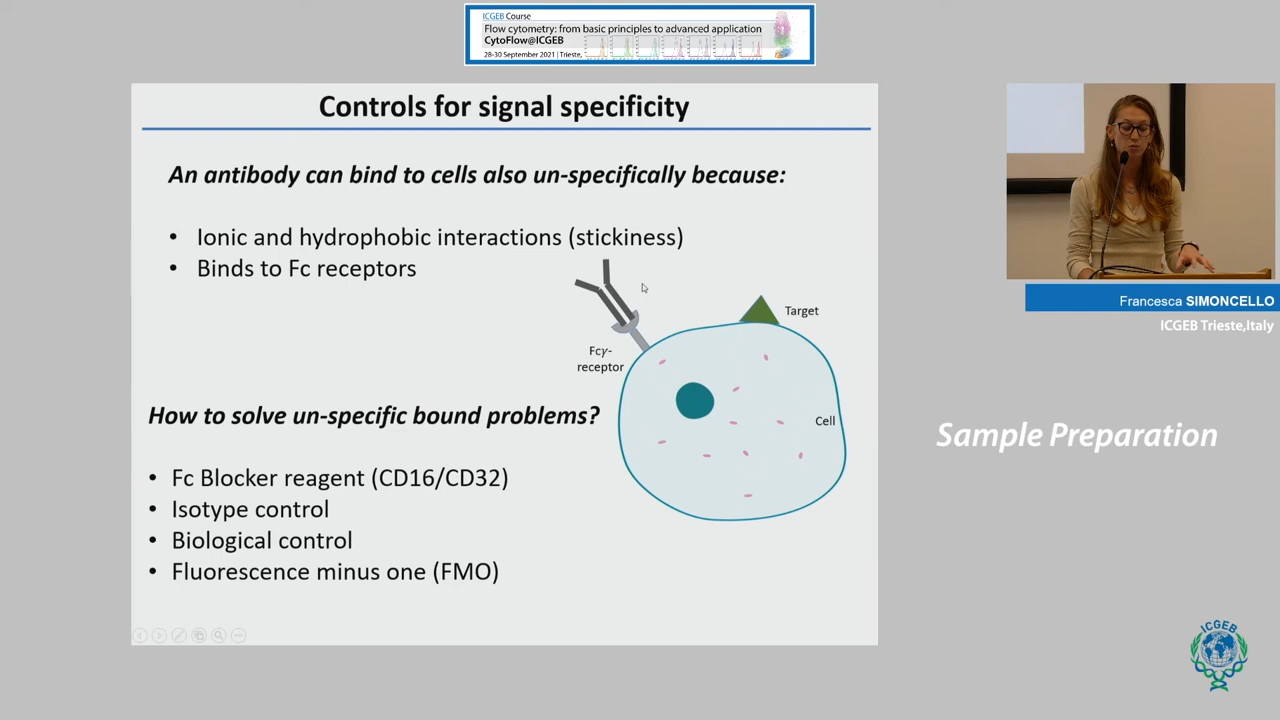 ICGEB Course
Flow cytometry: from basic principles to advanced application
CytoFlow@ICGEB
28-30 September 2021 | Trieste,
Controls for signal specificity
An antibody can bind to cells also un-specifically because:
• Ionic and hydrophobic interactions (stickiness)
• Binds to Fc receptors
Target
Fcγ-
receptor
Cell
How to solve un-specific bound problems?
• Fc Blocker reagent (CD16/CD32)
• Isotype control
• Biological control
• Fluorescence minus one (FMO)
Francesca SIMONCELLO
ICGEB Trieste,Italy
Sample Preparation
ICGEB